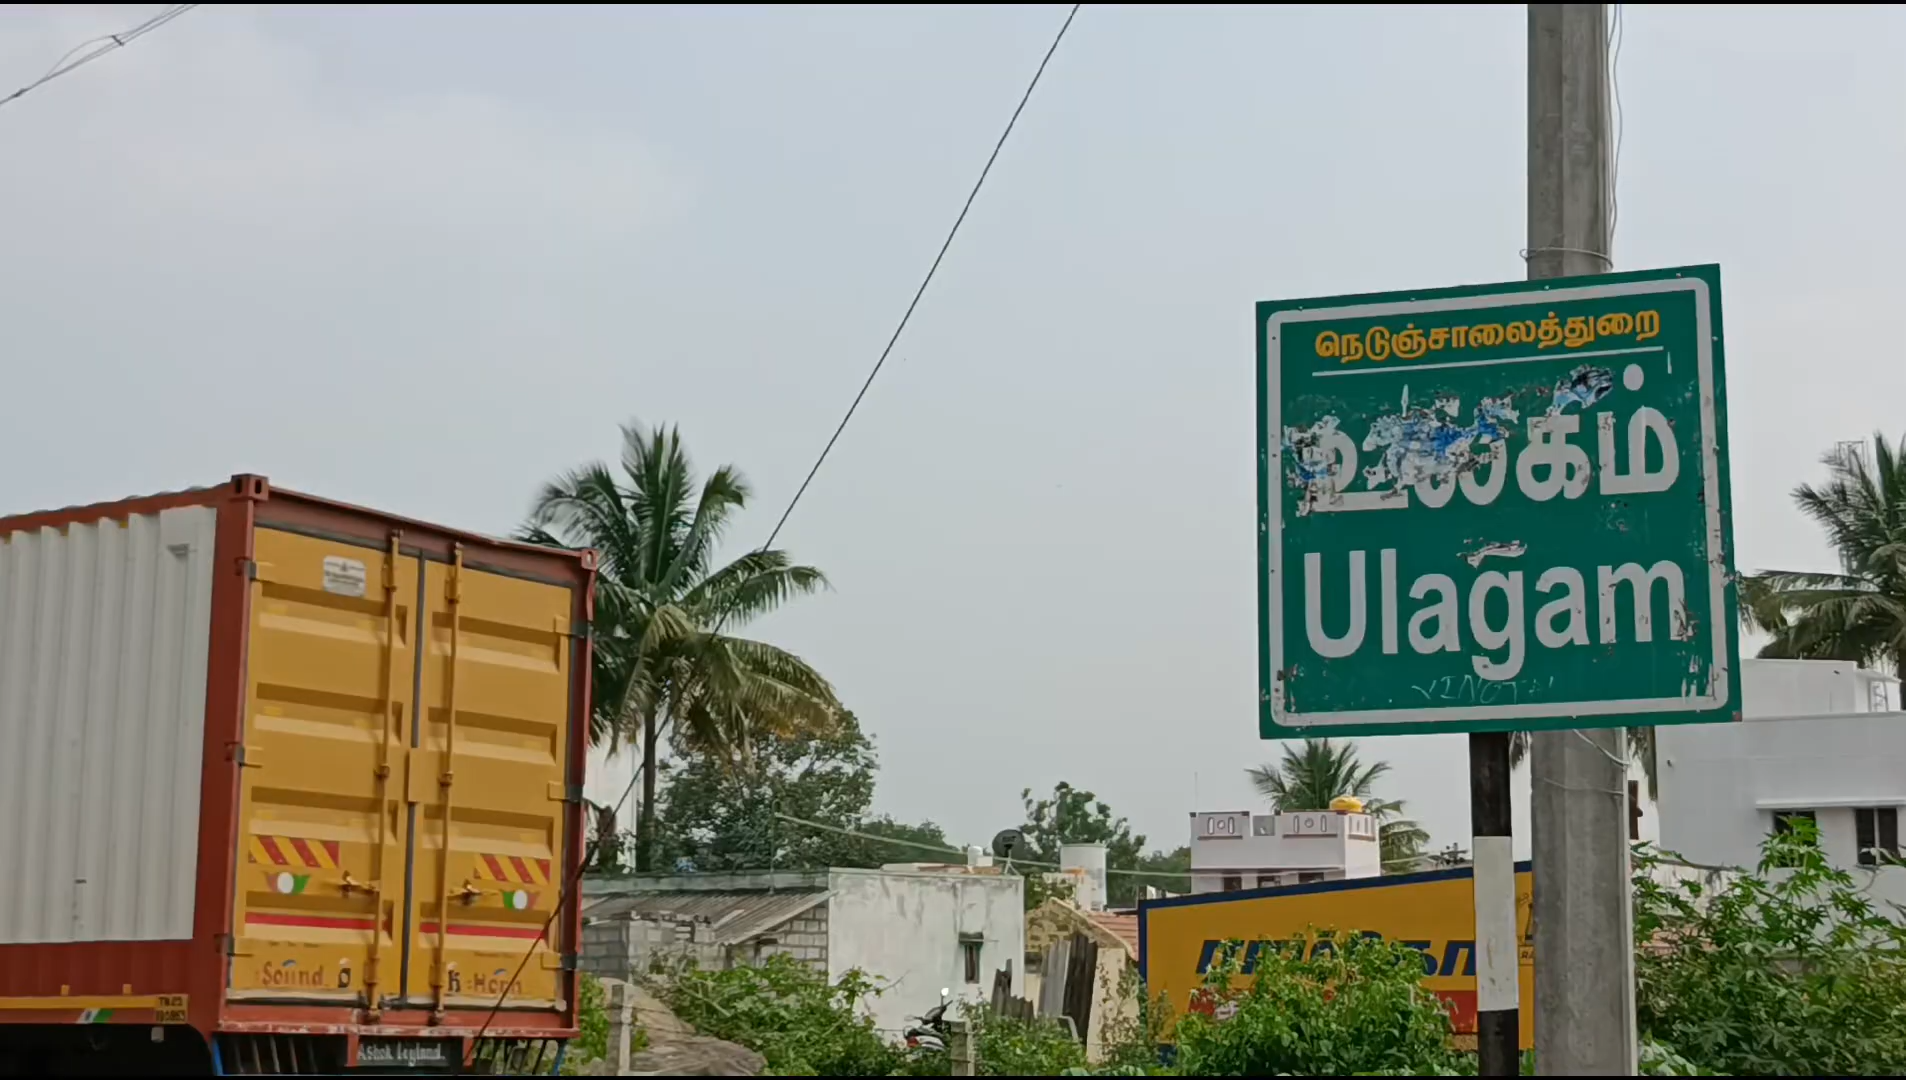 நெடுஞ்சாலைத்துறை
உலகம்
Ulagam
Sound
Horn
Ashok leyland.
ராம்கோ